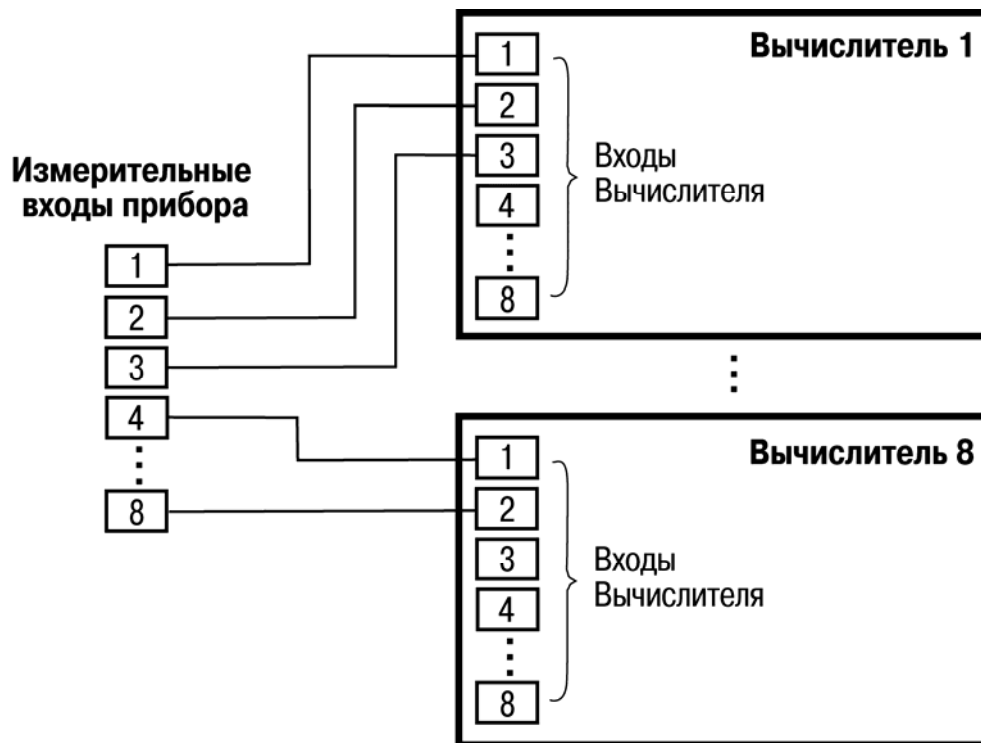 Измерительные
входы прибора
1
2
3
4
8
Вычислитель 1
1
2
3
4
8
Входы
Вычислителя
Вычислитель 8
1
2
3
4
8
Входы
Вычислителя